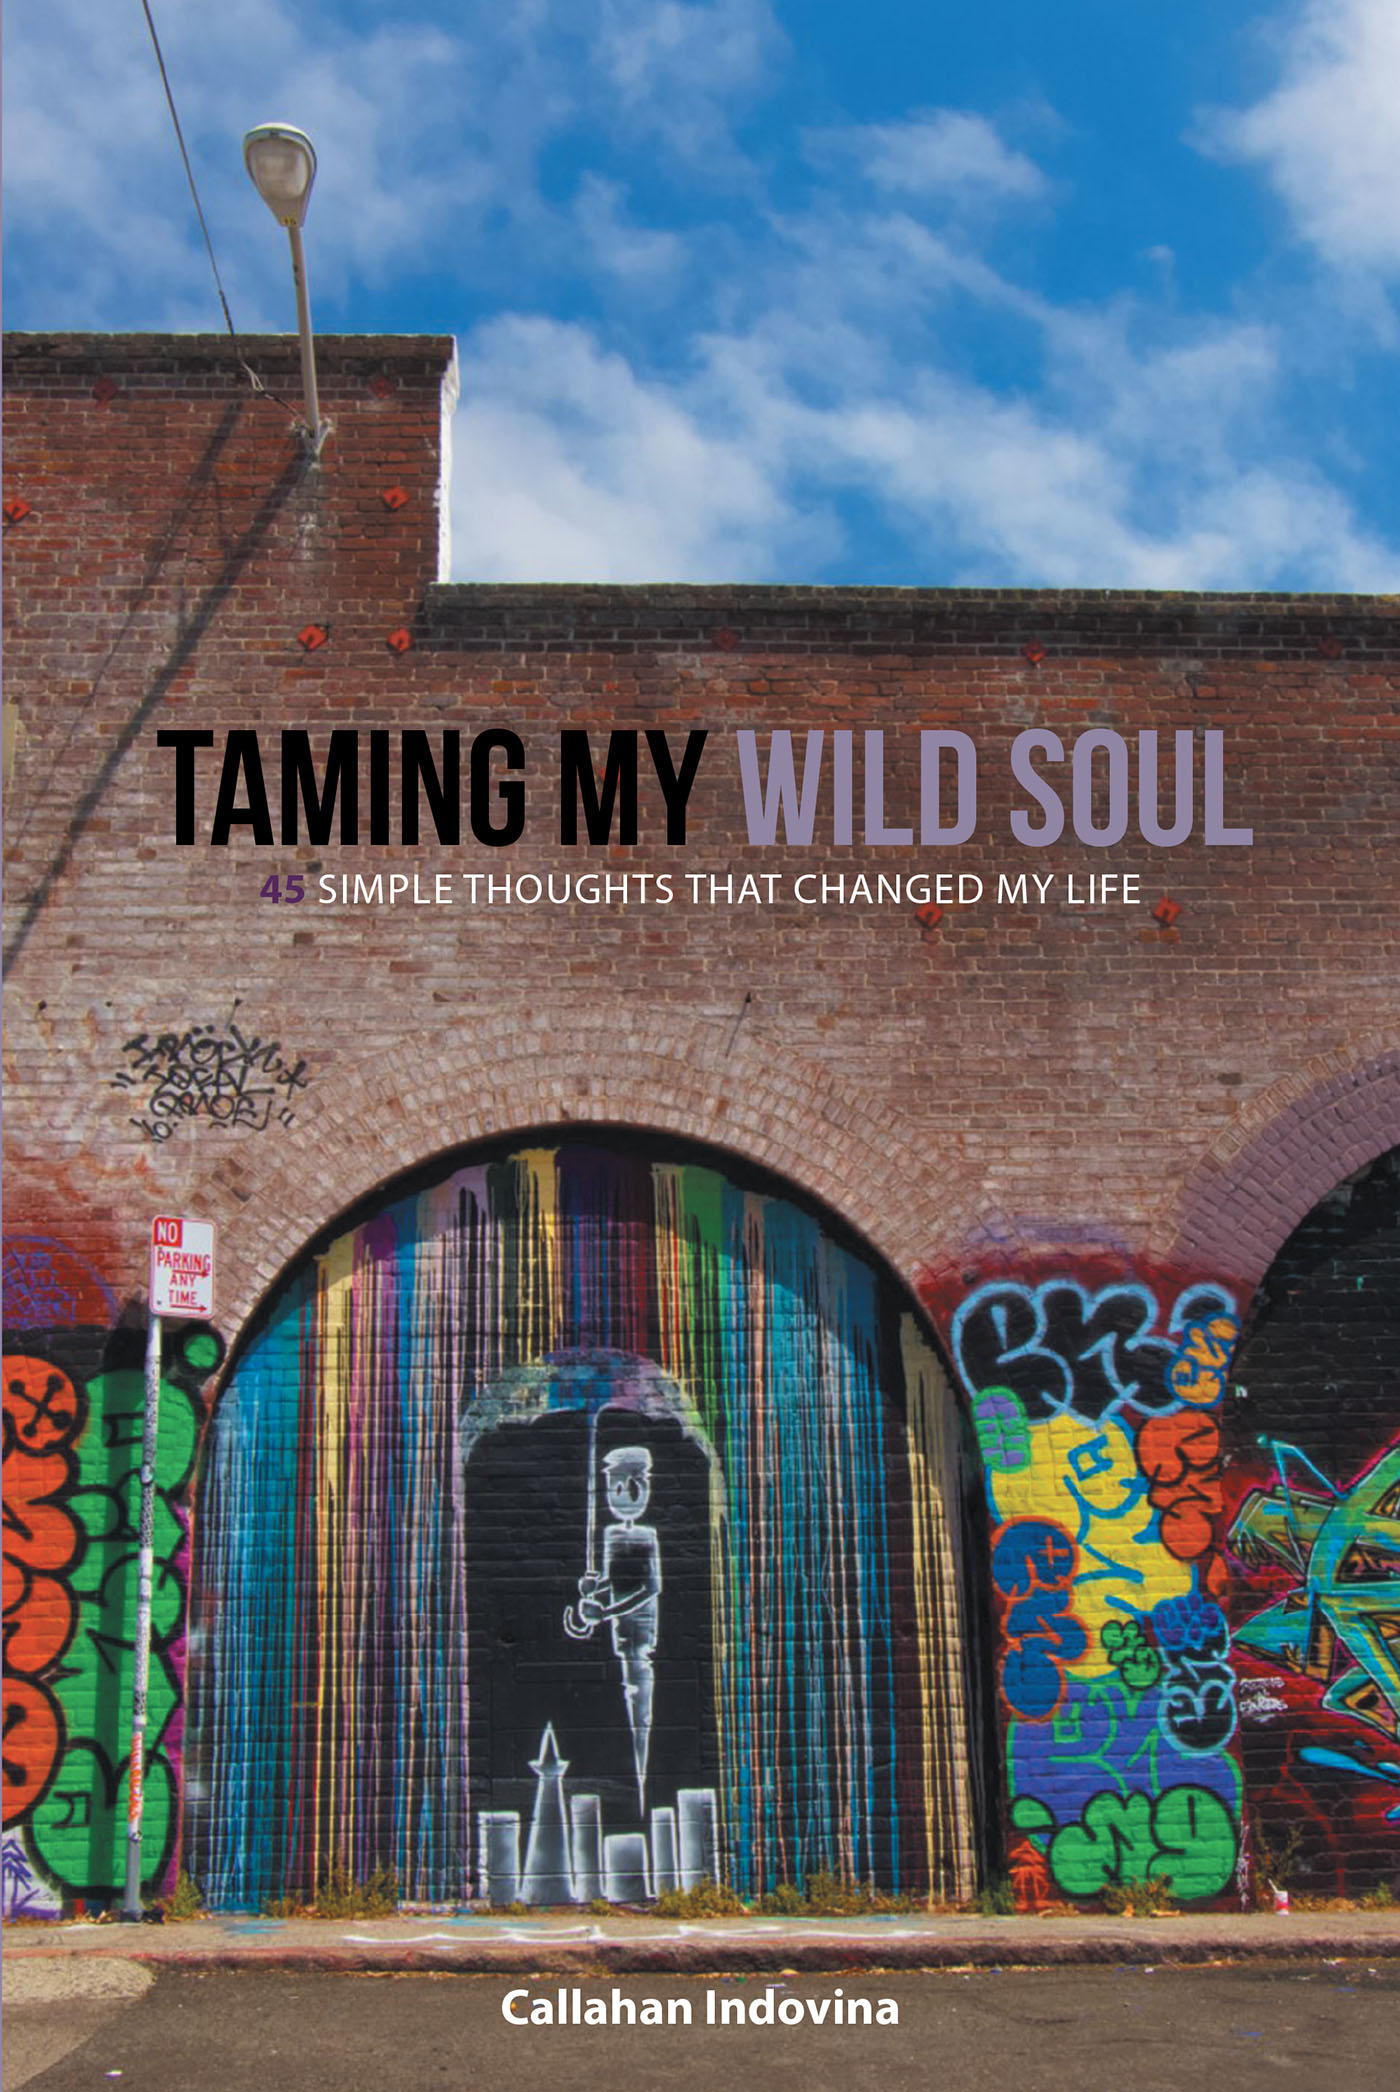 TAMING MY WILD SOUL
45 SIMPLE THOUGHTS THAT CHANGED MY LIFE
NO
PARKING
ANY
TIME
Callahan Indovina